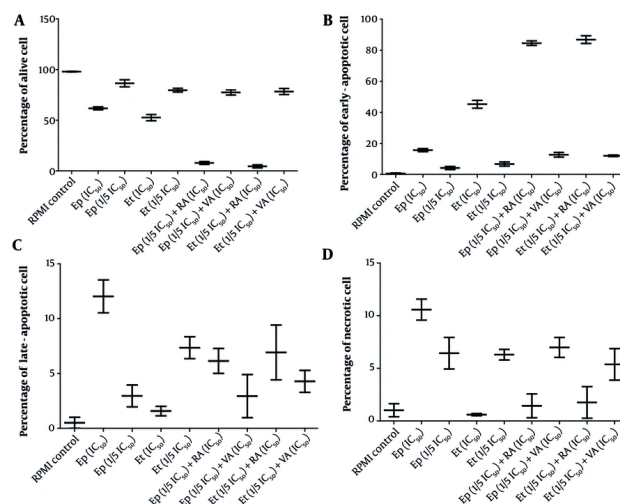 A
Percentage of alive cell
150
100
50
0
RPMI control
Ep (IC50)
Ep (1/5 IC50)
Et (IC50)
Et (1/5 IC50)
Ep (1/5 IC50) + RA (IC50)
Ep (1/5 IC50) + VA (IC50)
Et (1/5 IC50) + RA (IC50)
Et (1/5 IC50) + VA (IC50)
B
Percentage of early - apoptotic cell
100
80
60
40
20
0
RPMI control
Ep (IC50)
Ep (1/5 IC50)
Et (IC50)
Et (1/5 IC50)
Ep (1/5 IC50) + RA (IC50)
Ep (1/5 IC50) + VA (IC50)
Et (1/5 IC50) + RA (IC50)
Et (1/5 IC50) + VA (IC50)
C
Percentage of late - apoptotic cell
15
10
5
0
RPMI control
Ep (IC50)
Ep (1/5 IC50)
Et (IC50)
Et (1/5 IC50)
Ep (1/5 IC50) + RA (IC50)
Ep (1/5 IC50) + VA (IC50)
Et (1/5 IC50) + RA (IC50)
Et (1/5 IC50) + VA (IC50)
D
Percentage of necrotic cell
15
10
5
0
RPMI control
Ep (IC50)
Ep (1/5 IC50)
Et (IC50)
Et (1/5 IC50)
Ep (1/5 IC50) + RA (IC50)
Ep (1/5 IC50) + VA (IC50)
Et (1/5 IC50) + RA (IC50)
Et (1/5 IC50) + VA (IC50)